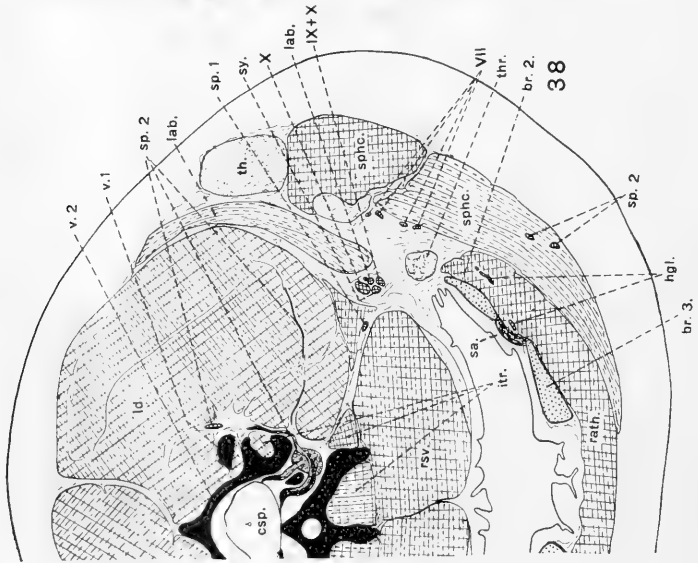 v. 2
v. 1
sp. 2
lab.
sp. 1
sy.
X
lab.
IX+X
VII
thr.
br. 2.
38
th.
sphc.
ld.
sphc.
csp.
rsv.
itr.
sa.
sp. 2
hgl.
br. 3.
rath.